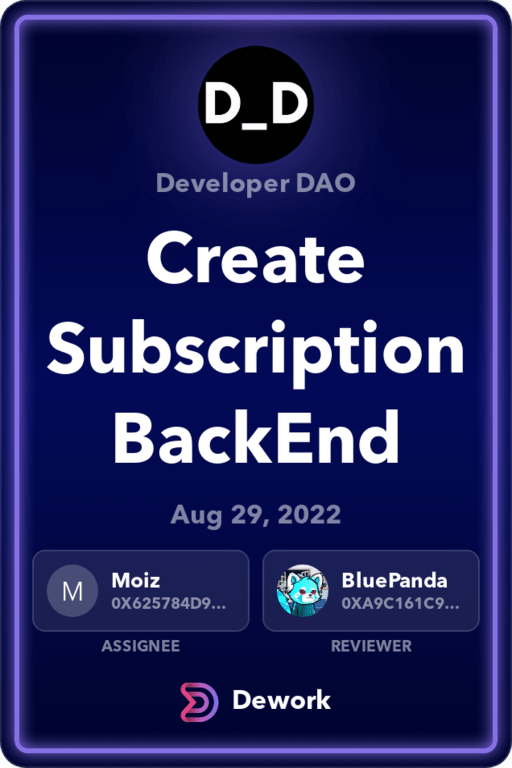 D_D
Developer DAO
Create
Subscription
BackEnd
Aug 29, 2022
M
Moiz
0X625784D9...
BluePanda
0XA9C161C9...
ASSIGNEE
REVIEWER
Dework